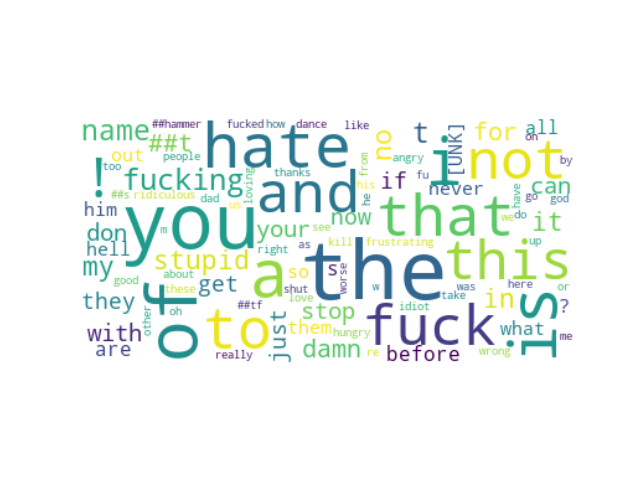 name ##hammer fucked how dance like t for all on
##t hate no [UNK] i not
out people thanks from angry fu by
too ! fucking loving and his if never can
##s ridiculous dad us he have go god
him m you your now that we do it
don see up
hell right as kill frustrating this is
my stupid a the
good about so s worse w was here or
they these get shut love idiot take in ?
other of oh to ##tf stop fuck what
with just them hungry me
are really damn re before wrong